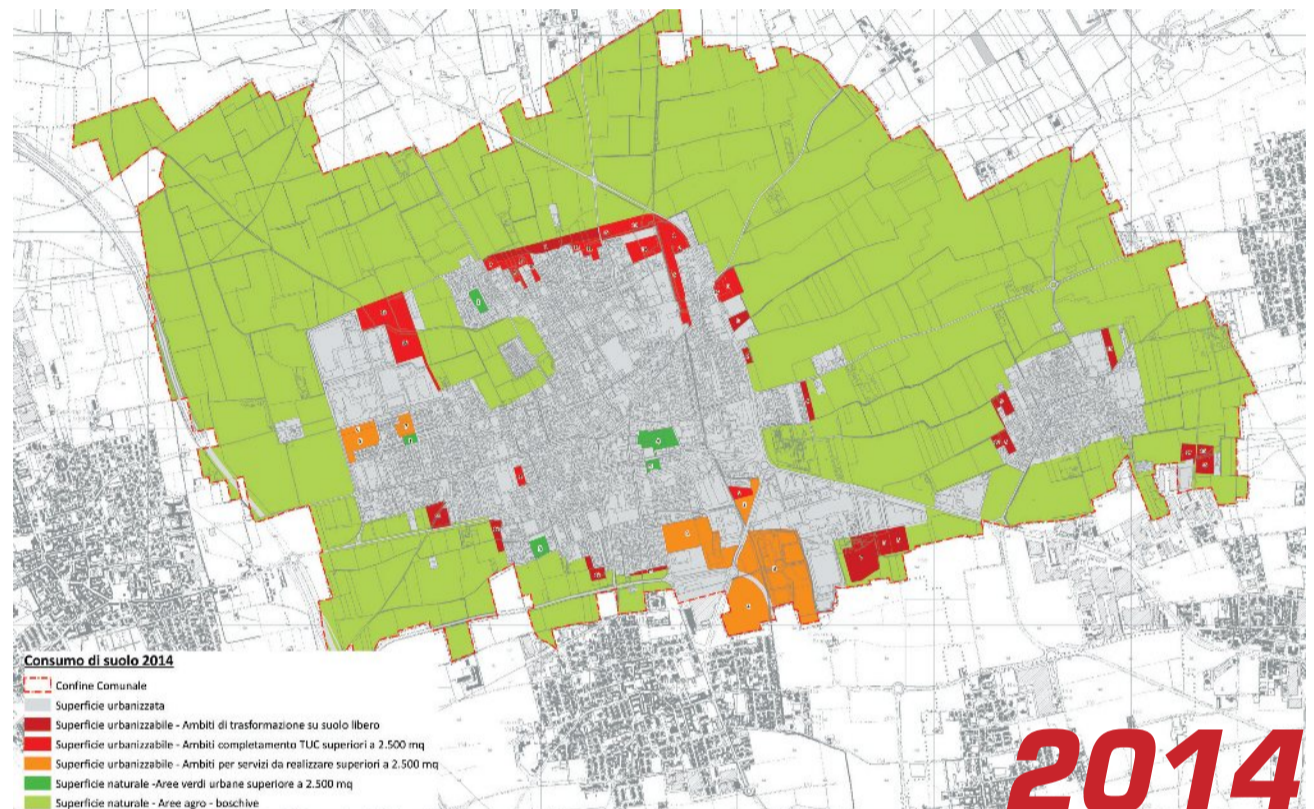 Consumo di suolo 2014
Confine Comunale
Superficie urbanizzata
Superficie urbanizzabile - Ambiti di trasformazione su suolo libero
Superficie urbanizzabile - Ambiti completamento TUC superiori a 2.500 mq
Superficie urbanizzabile - Ambiti per servizi da realizzare superiori a 2.500 mq
Superficie naturale -Aree verdi urbane superiore a 2.500 mq
Superficie naturale - Aree agro - boschive
2014